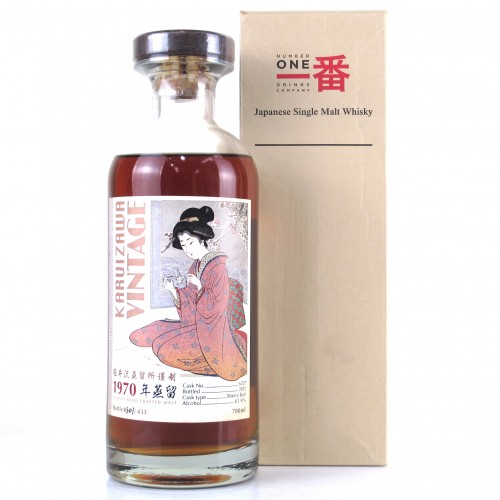 NUMBER
ONE
一番
DRINKS
COMPANY
Japanese Single Malt Whisky
KARUIZAWA
VINTAGE
軽井沢蒸留所謹製
1970 年蒸留
Cask No.
Bottled
Cask type Sherry Butt
Alcohol
700ml